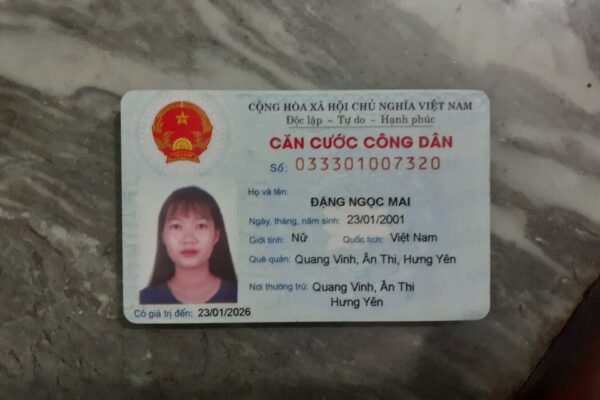 CỘNG HÒA XÃ HỘI CHỦ NGHĨA VIỆT NAM
Độc lập – Tự do – Hạnh phúc
CĂN CƯỚC CÔNG DÂN
Số: 033301007320
Họ và tên:
ĐẶNG NGỌC MAI
Ngày, tháng, năm sinh: 23/01/2001
Giới tính: Nữ Quốc tịch: Việt Nam
Quê quán: Quang Vinh, Ân Thi, Hưng Yên
Nơi thường trú: Quang Vinh, Ân Thi
Hưng Yên
Có giá trị đến: 23/01/2026